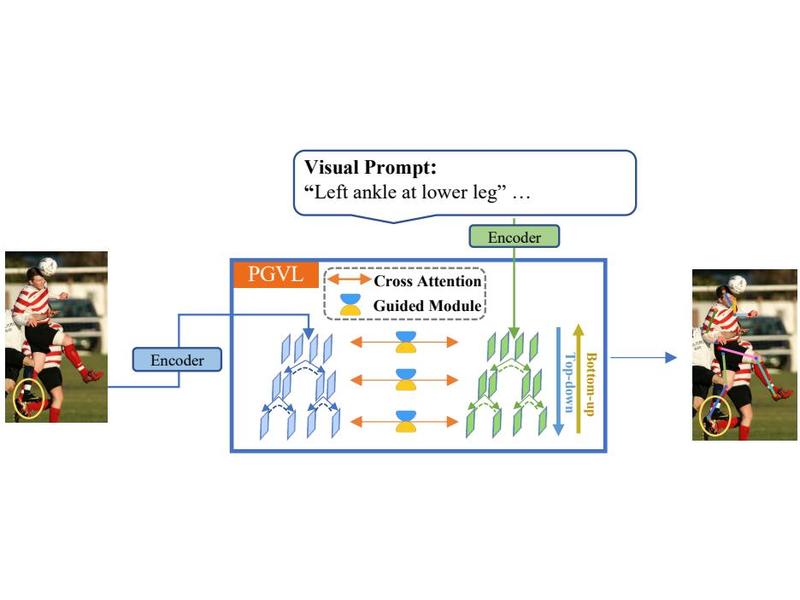 Visual Prompt:
“Left ankle at lower leg” …
Encoder
PGVL
Cross Attention
Guided Module
Encoder
Top-down
Bottom-up